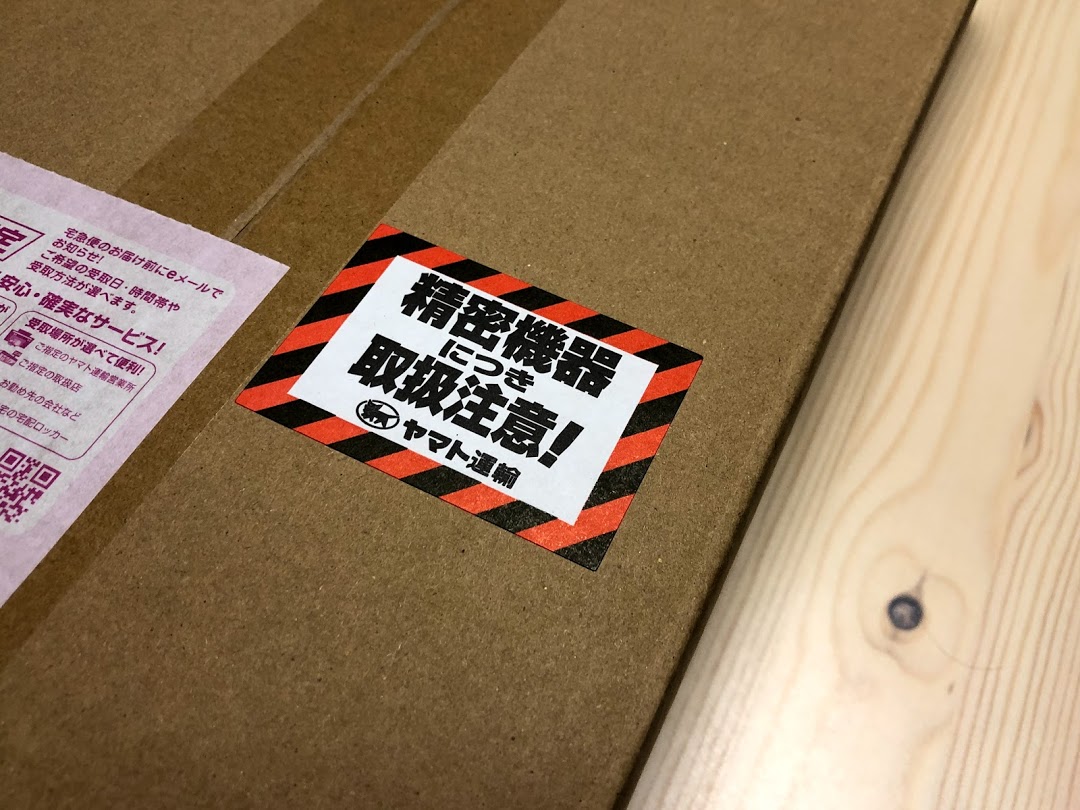 宅急便のお届け前にeメールで
お知らせ!
ご希望の受取日・時間帯や
受取方法が選べます。
安心・確実なサービス!
受取場所が選べて便利!!
ご指定のヤマト運輸営業所
ご指定の取扱店
お勤め先の会社など
宅の宅配ロッカー
精密機器
につき
取扱注意!
ヤマト運輸